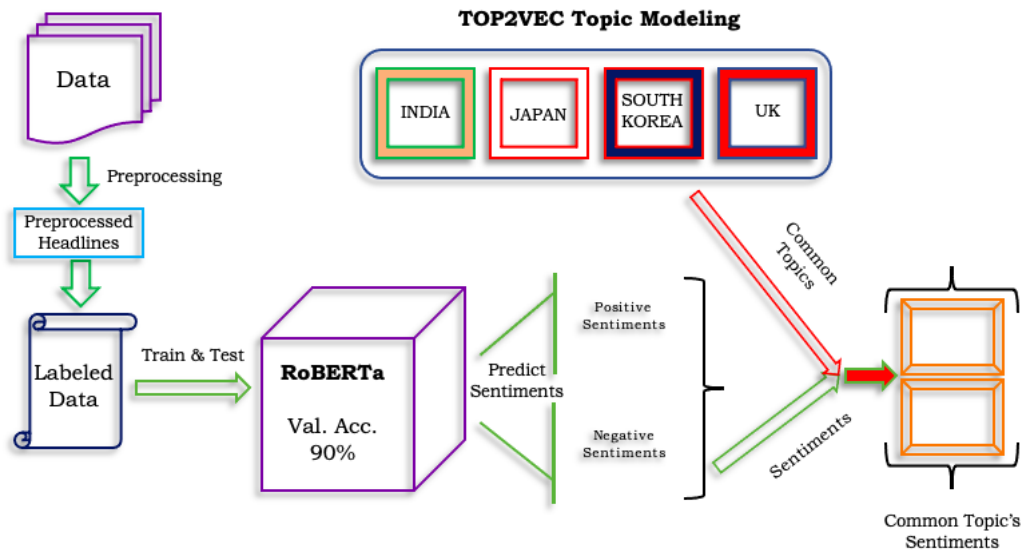 TOP2VEC Topic Modeling
Data
INDIA
JAPAN
SOUTH
KOREA
UK
Preprocessing
Preprocessed
Headlines
Common
Topics
Labeled
Data
Train & Test
RoBERTa
Val. Acc.
90%
Predict
Sentiments
Positive
Sentiments
Negative
Sentiments
Sentiments
Common Topic's
Sentiments